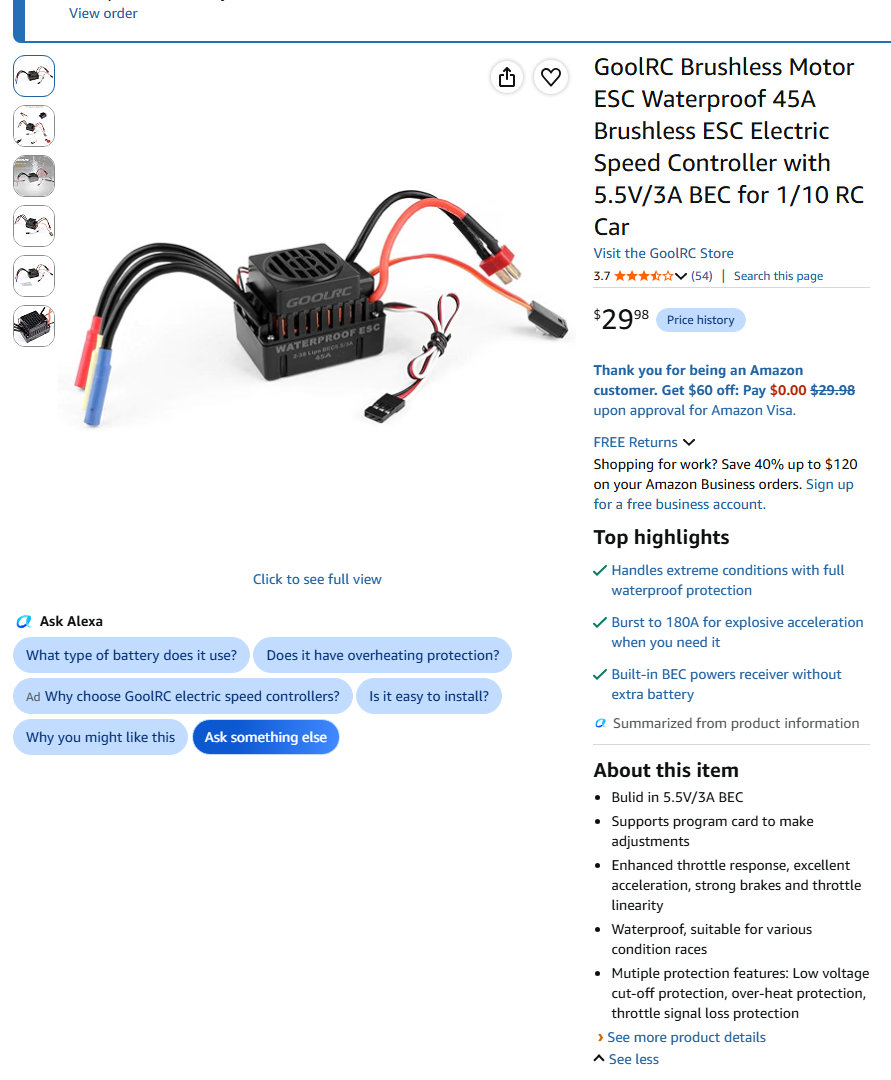 View order
GoolRC Brushless Motor
ESC Waterproof 45A
Brushless ESC Electric
Speed Controller with
5.5V/3A BEC for 1/10 RC
Car
Visit the GoolRC Store
3.7 (54) | Search this page
$29.98 Price history
Thank you for being an Amazon
customer. Get $60 off: Pay $0.00 $29.98
upon approval for Amazon Visa.
FREE Returns
Shopping for work? Save 40% up to $120
on your Amazon Business orders. Sign up
for a free business account.
Top highlights
Handles extreme conditions with full
waterproof protection
Burst to 180A for explosive acceleration
when you need it
Built-in BEC powers receiver without
extra battery
Summarized from product information
About this item
• Bulid in 5.5V/3A BEC
• Supports program card to make
adjustments
• Enhanced throttle response, excellent
acceleration, strong brakes and throttle
linearity
• Waterproof, suitable for various
condition races
• Mutiple protection features: Low voltage
cut-off protection, over-heat protection,
throttle signal loss protection
› See more product details
See less
GOOLRC
WATERPROOF ESC
2-3S Lipo BEC5.5/3A
45A
Click to see full view
Ask Alexa
What type of battery does it use?
Does it have overheating protection?
Ad Why choose GoolRC electric speed controllers?
Is it easy to install?
Why you might like this
Ask something else